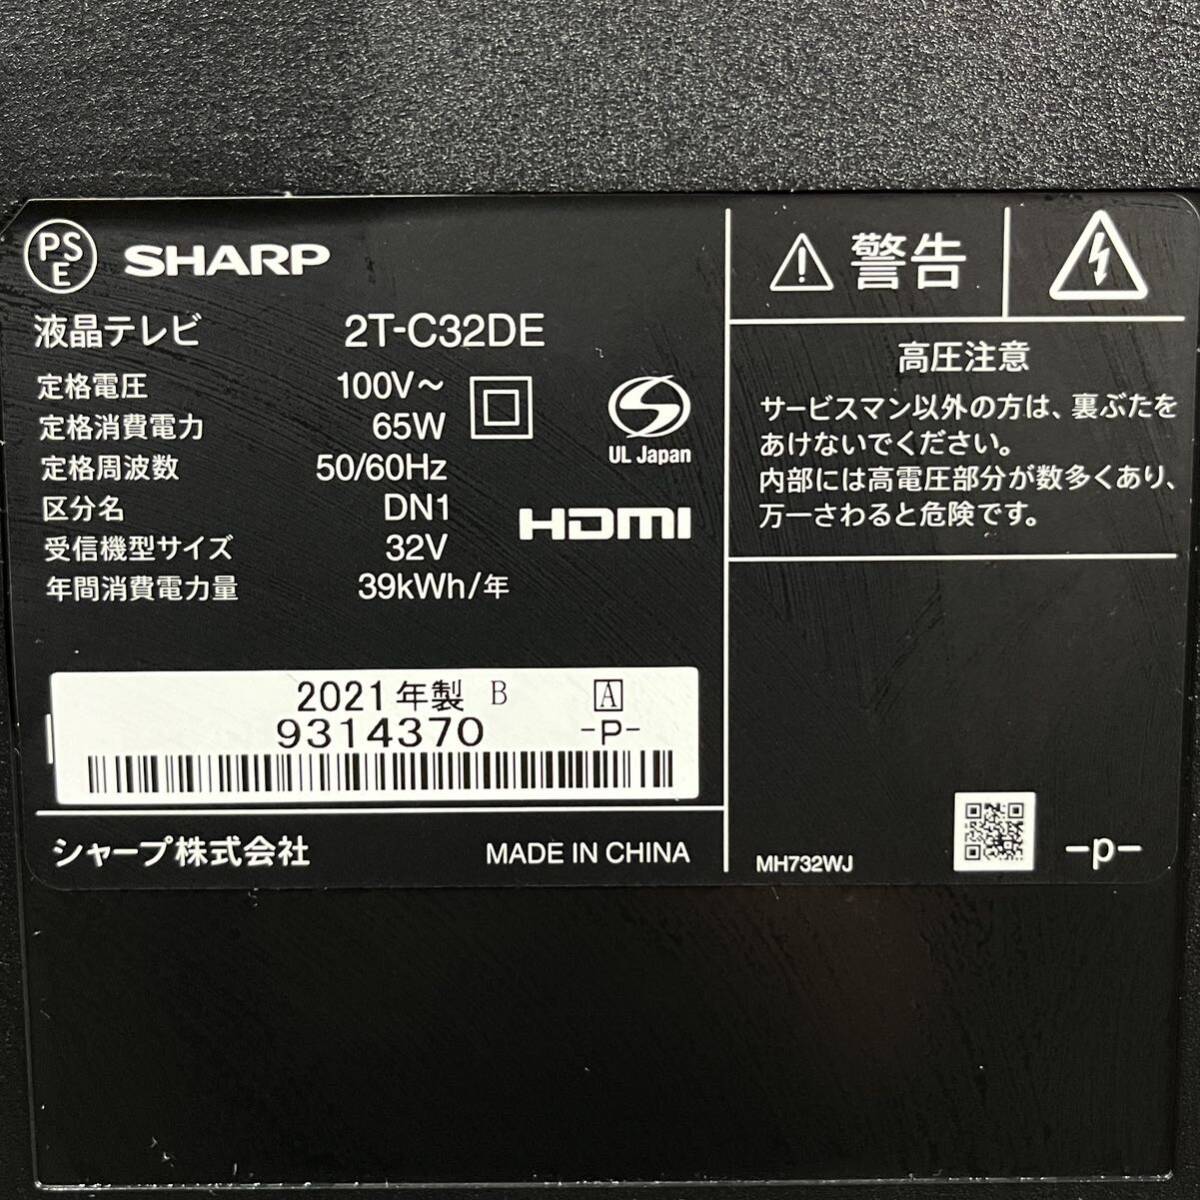 PS
E
SHARP
液晶テレビ 2T-C32DE
定格電圧 100V～
定格消費電力 65W
定格周波数 50/60Hz
区分名 DN1
受信機型サイズ 32V
年間消費電力量 39kWh/年
UL Japan
HDMI
2021年製 B A
9314370 -P-
シャープ株式会社 MADE IN CHINA
警告
高圧注意
サービスマン以外の方は、裏ぶたを
あけないでください。
内部には高電圧部分が数多くあり、
万一さわると危険です。
MH732WJ -p-